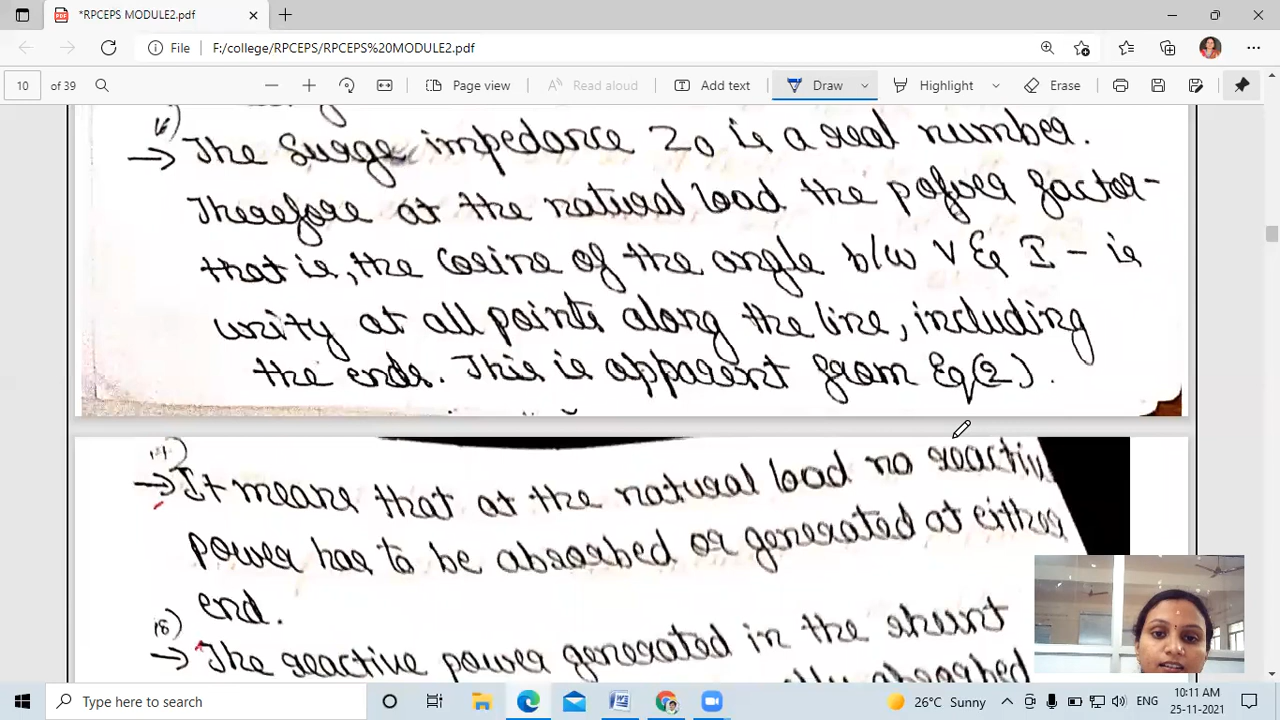 *RPCEPS MODULE2.pdf
File
F:/college/RPCEPS/RPCEPS%20MODULE2.pdf
10 of 39
Page view
Read aloud
Add text
Draw
Highlight
Erase
16)
→ The surge impedance Z0 is a real number.
Therefore at the natural load the power factor-
that is, the cosine of the angle b/w V & I - is
unity at all points along the line, including
the ends. This is apparent from Eq(2).
17)
→ It means that at the natural load no reactiv
power has to be absorbed or generated at either
end.
18)
→ The reactive power generated in the shunt
absorbed
Type here to search
26°C Sunny
ENG
10:11 AM
25-11-2021